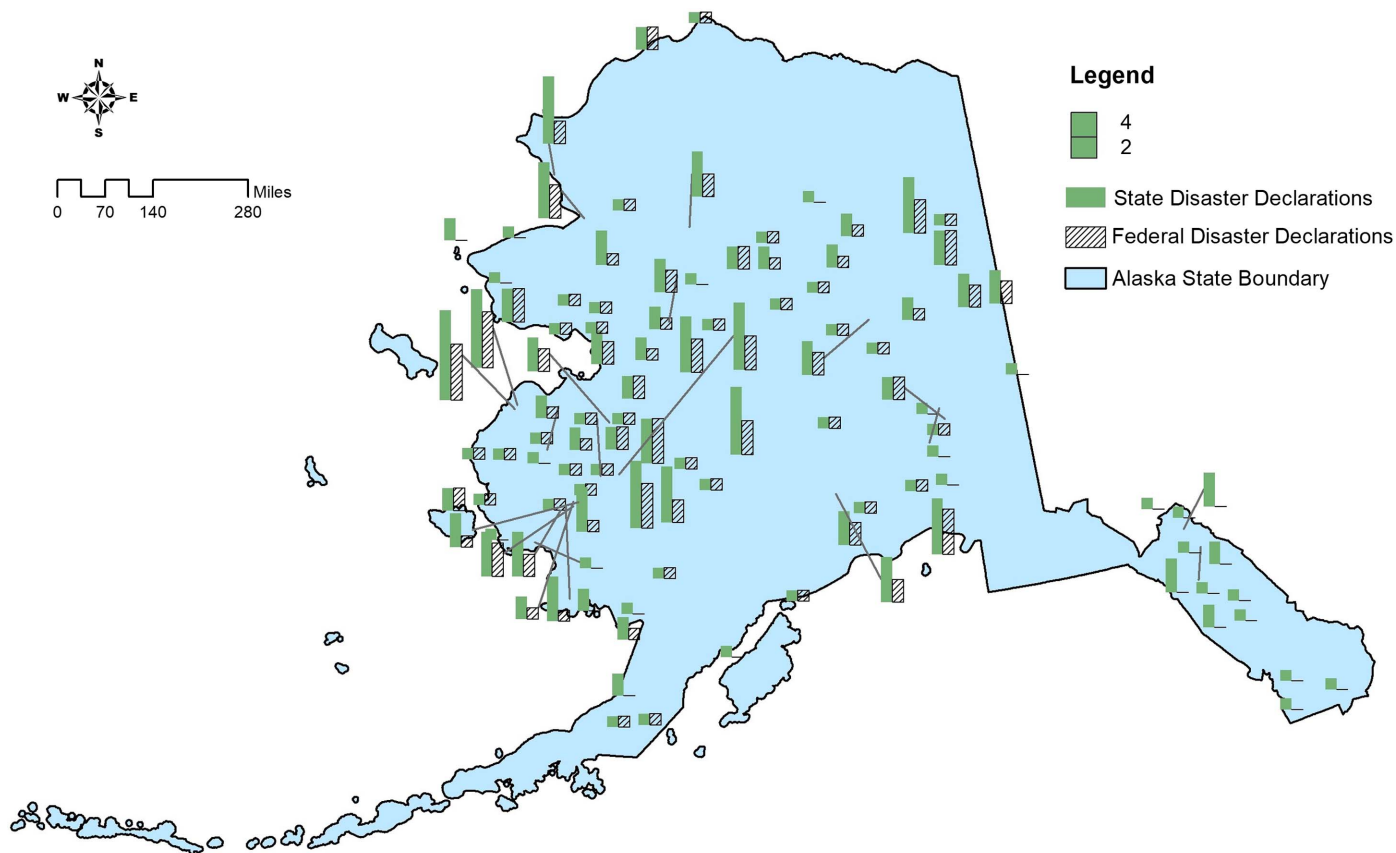 N
W E
S
Miles
0 70 140 280
Legend
4
2
State Disaster Declarations
Federal Disaster Declarations
Alaska State Boundary